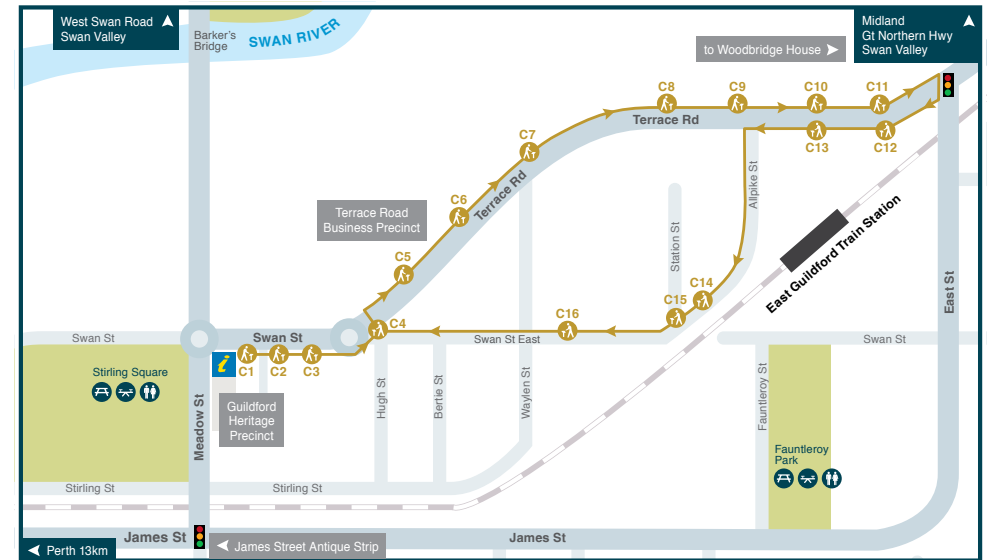 West Swan Road
Swan Valley
Barker's
Bridge
SWAN RIVER
to Woodbridge House
Midland
Gt Northern Hwy
Swan Valley
C8
C9
C10
C11
Terrace Rd
C13
C12
C7
Allpike St
C6
Terrace Rd
Terrace Road
Business Precinct
Station St
East Guildford Train Station
C5
East St
C14
C15
C16
C4
Swan St
Swan St
Swan St East
Swan St
i
C1
C2
C3
Stirling Square
Hugh St
Bertie St
Waylen St
Fauntleroy St
Guildford
Heritage
Precinct
Meadow St
Fauntleroy
Park
Stirling St
Stirling St
James St
James St
Perth 13km
James Street Antique Strip